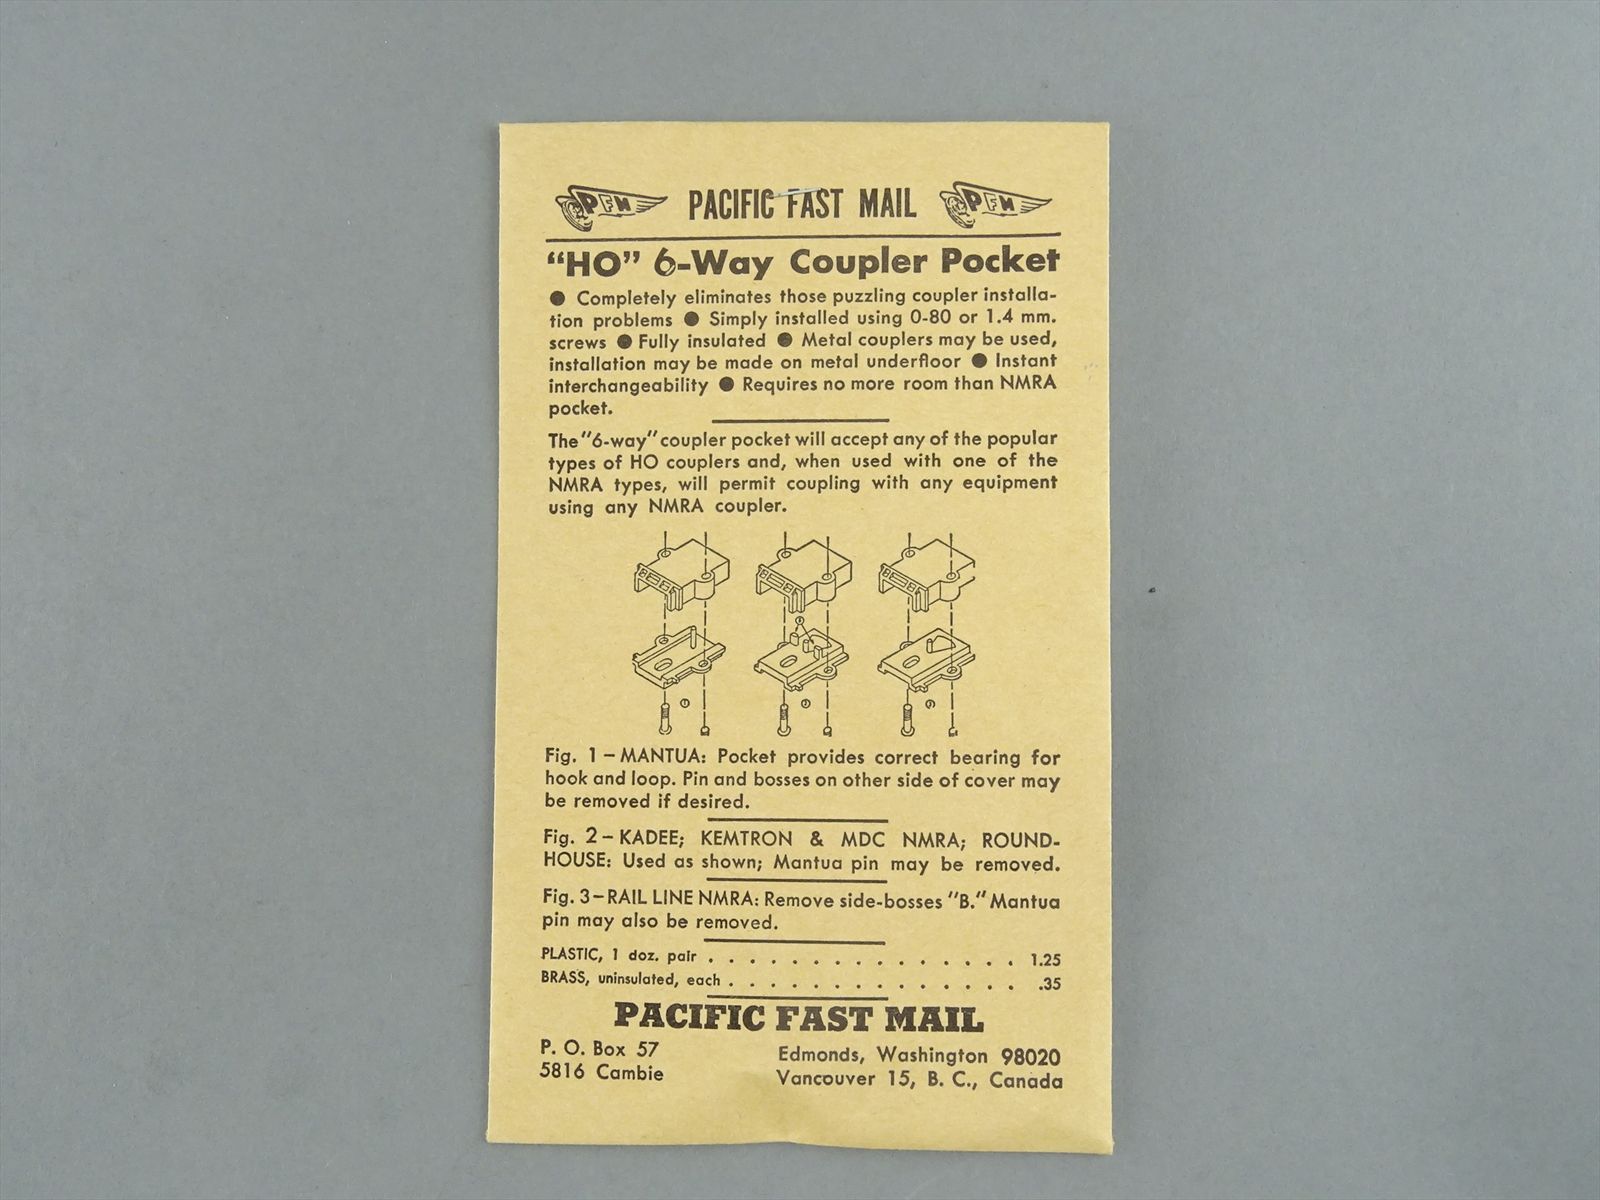 PFM PACIFIC FAST MAIL PFM
"HO" 6-Way Coupler Pocket
● Completely eliminates those puzzling coupler installa-
tion problems ● Simply installed using 0-80 or 1.4 mm.
screws ● Fully insulated ● Metal couplers may be used,
installation may be made on metal underfloor ● Instant
interchangeability ● Requires no more room than NMRA
pocket.
The "6-way" coupler pocket will accept any of the popular
types of HO couplers and, when used with one of the
NMRA types, will permit coupling with any equipment
using any NMRA coupler.
1 2 3
Fig. 1 – MANTUA: Pocket provides correct bearing for
hook and loop. Pin and bosses on other side of cover may
be removed if desired.
Fig. 2 – KADEE; KEMTRON & MDC NMRA; ROUND-
HOUSE: Used as shown; Mantua pin may be removed.
Fig. 3 – RAIL LINE NMRA: Remove side-bosses "B." Mantua
pin may also be removed.
PLASTIC, 1 doz. pair . . . . . . . . . . . . . . . 1.25
BRASS, uninsulated, each . . . . . . . . . . . . . . .35
PACIFIC FAST MAIL
P. O. Box 57 Edmonds, Washington 98020
5816 Cambie Vancouver 15, B. C., Canada